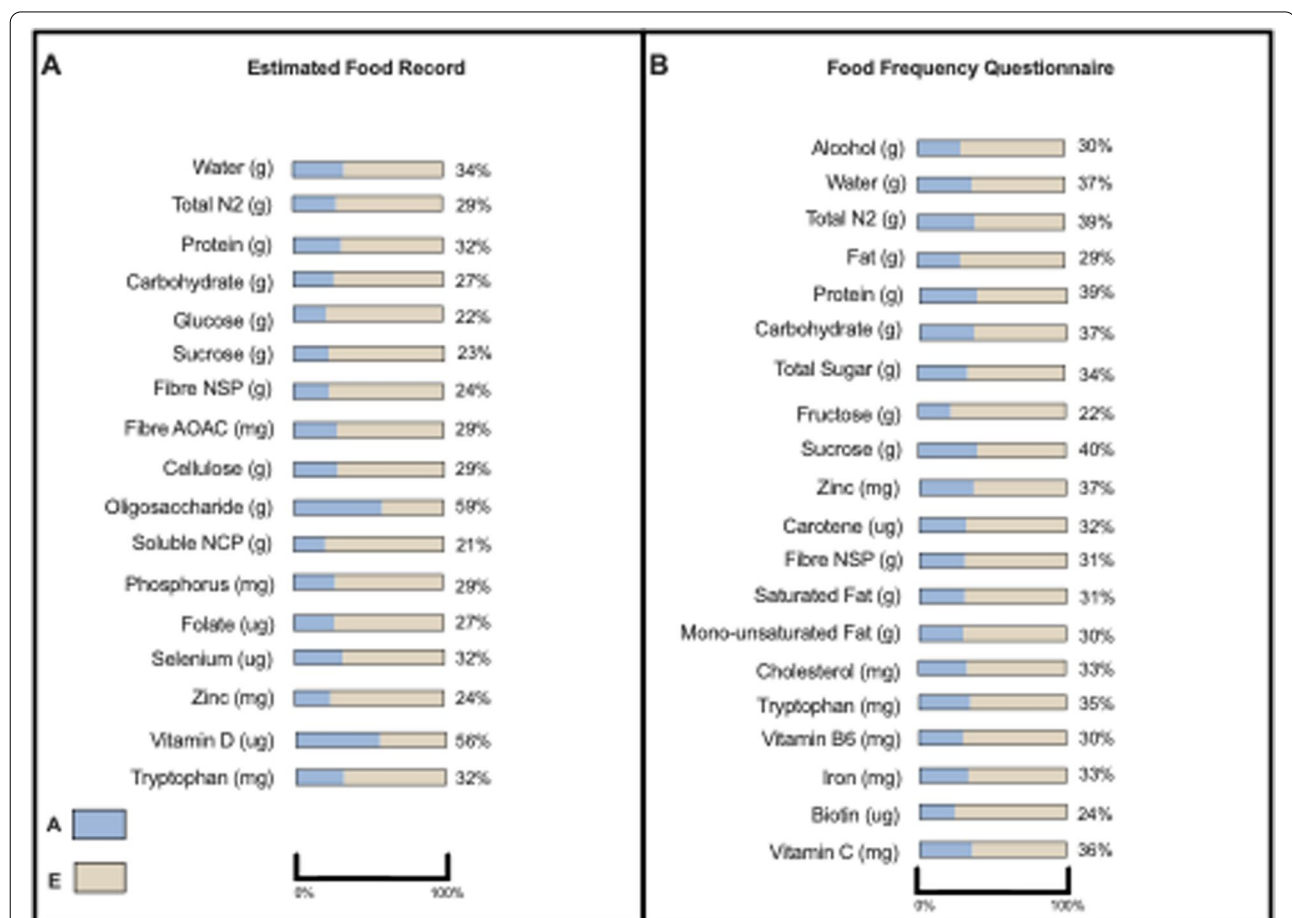 A
Estimated Food Record
Water (g) 34%
Total N2 (g) 29%
Protein (g) 32%
Carbohydrate (g) 27%
Glucose (g) 22%
Sucrose (g) 23%
Fibre NSP (g) 24%
Fibre AOAC (mg) 29%
Cellulose (g) 29%
Oligosaccharide (g) 59%
Soluble NCP (g) 21%
Phosphorus (mg) 29%
Folate (ug) 27%
Selenium (ug) 32%
Zinc (mg) 24%
Vitamin D (ug) 56%
Tryptophan (mg) 32%
A
E
0% 100%
B
Food Frequency Questionnaire
Alcohol (g) 30%
Water (g) 37%
Total N2 (g) 39%
Fat (g) 29%
Protein (g) 39%
Carbohydrate (g) 37%
Total Sugar (g) 34%
Fructose (g) 22%
Sucrose (g) 40%
Zinc (mg) 37%
Carotene (ug) 32%
Fibre NSP (g) 31%
Saturated Fat (g) 31%
Mono-unsaturated Fat (g) 30%
Cholesterol (mg) 33%
Tryptophan (mg) 35%
Vitamin B6 (mg) 30%
Iron (mg) 33%
Biotin (ug) 24%
Vitamin C (mg) 36%
0% 100%